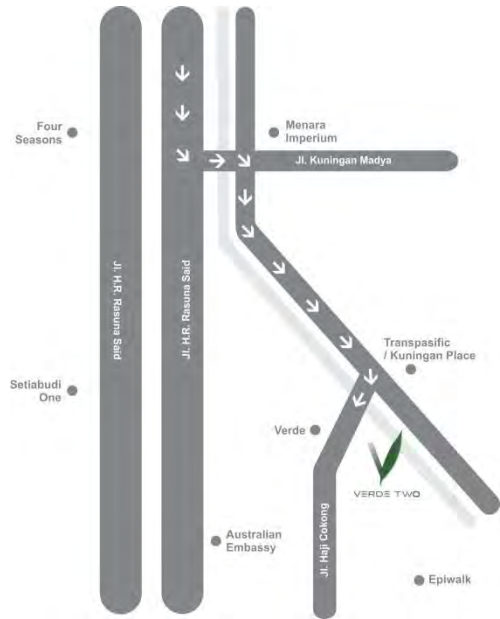 Four
Seasons
Menara
Imperium
Jl. Kuningan Madya
Jl. H.R. Rasuna Said
Jl. H.R. Rasuna Said
Transpasific
/ Kuningan Place
Setiabudi
One
Verde
VERDE TWO
Jl. Haji Cokong
Australian
Embassy
Epiwalk